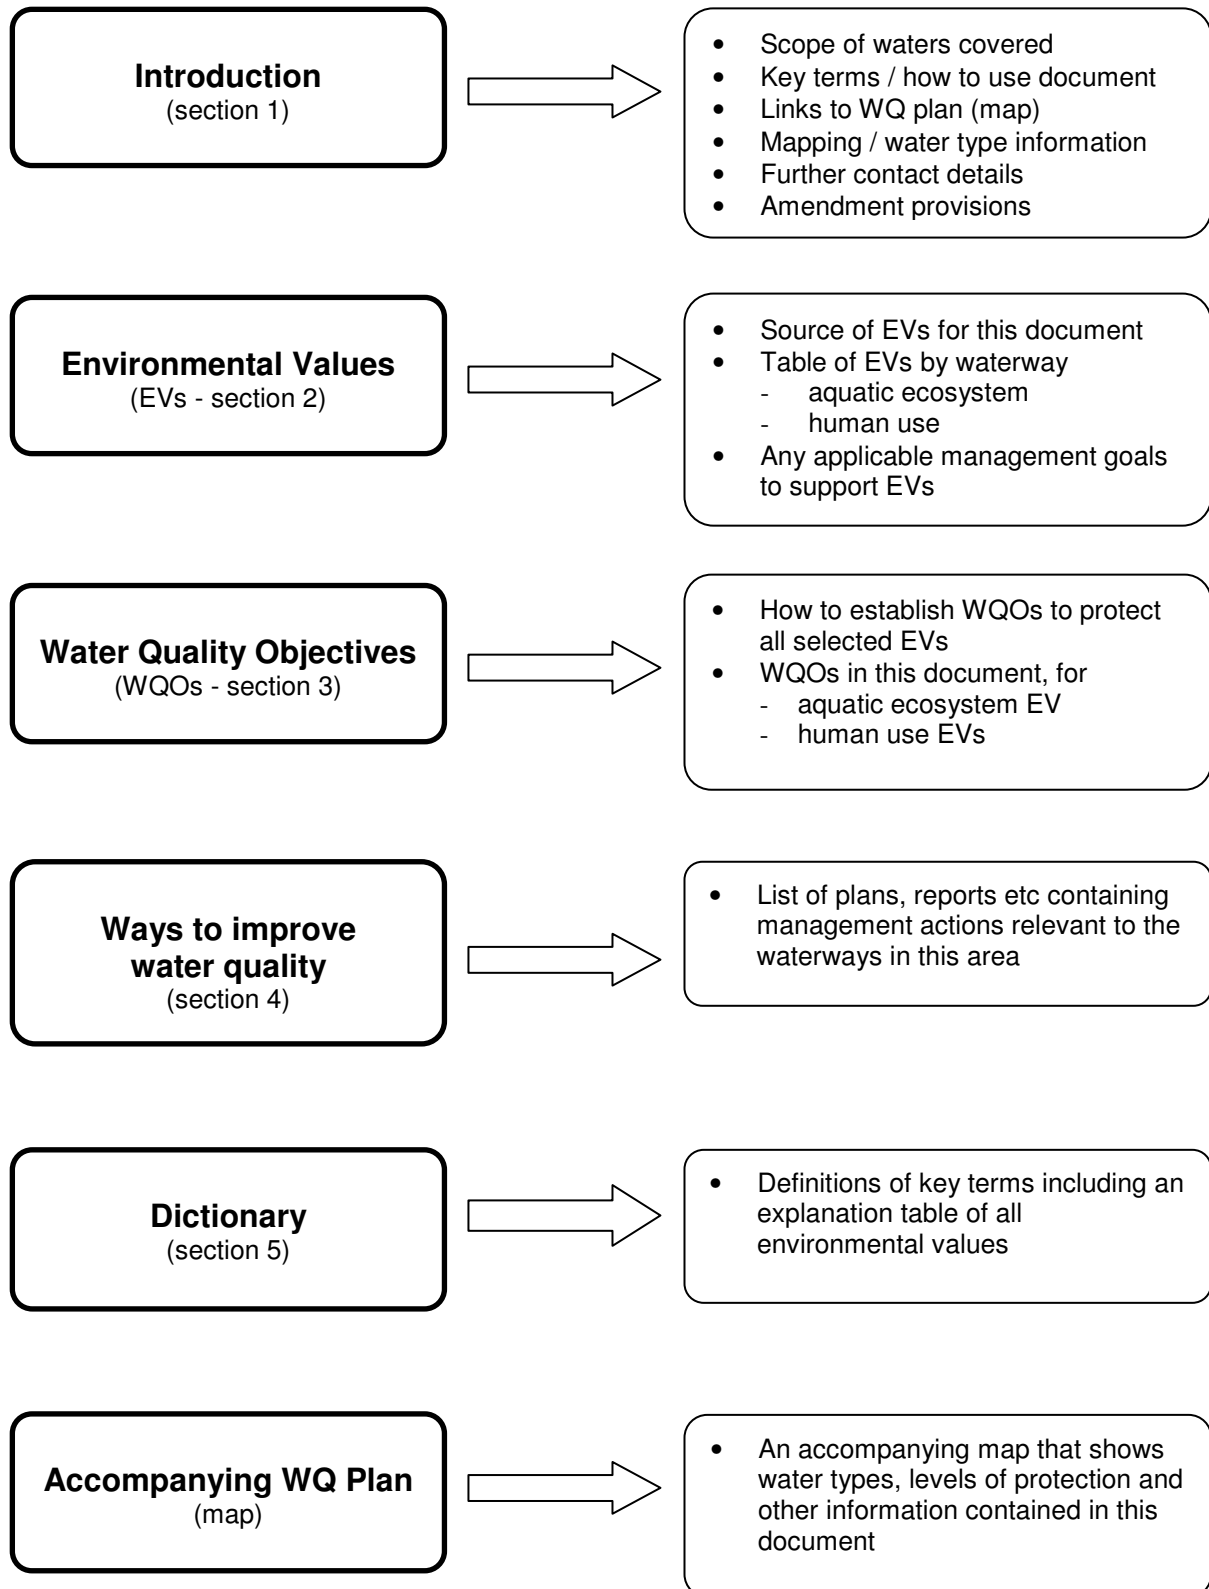 Introduction
(section 1)
• Scope of waters covered
• Key terms / how to use document
• Links to WQ plan (map)
• Mapping / water type information
• Further contact details
• Amendment provisions
Environmental Values
(EVs - section 2)
• Source of EVs for this document
• Table of EVs by waterway
- aquatic ecosystem
- human use
• Any applicable management goals
to support EVs
Water Quality Objectives
(WQOs - section 3)
• How to establish WQOs to protect
all selected EVs
• WQOs in this document, for
- aquatic ecosystem EV
- human use EVs
Ways to improve
water quality
(section 4)
• List of plans, reports etc containing
management actions relevant to the
waterways in this area
Dictionary
(section 5)
• Definitions of key terms including an
explanation table of all
environmental values
Accompanying WQ Plan
(map)
• An accompanying map that shows
water types, levels of protection and
other information contained in this
document